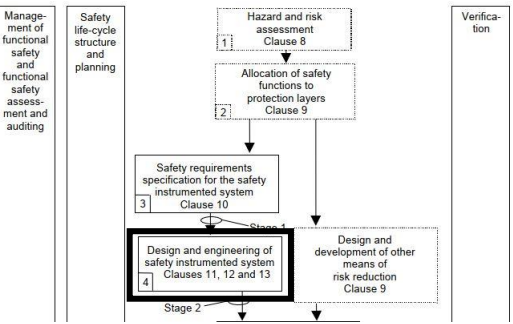 Manage-
ment of
functional
safety
and
functional
safety
assess-
ment and
auditing
Safety
life-cycle
structure
and
planning
Hazard and risk
assessment
Clause 8
1
Allocation of safety
functions to
protection layers
Clause 9
2
Safety requirements
specification for the safety
instrumented system
Clause 10
3
Stage 1
Design and engineering of
safety instrumented system
Clauses 11, 12 and 13
4
Design and
development of other
means of
risk reduction
Clause 9
Stage 2
Verifica-
tion